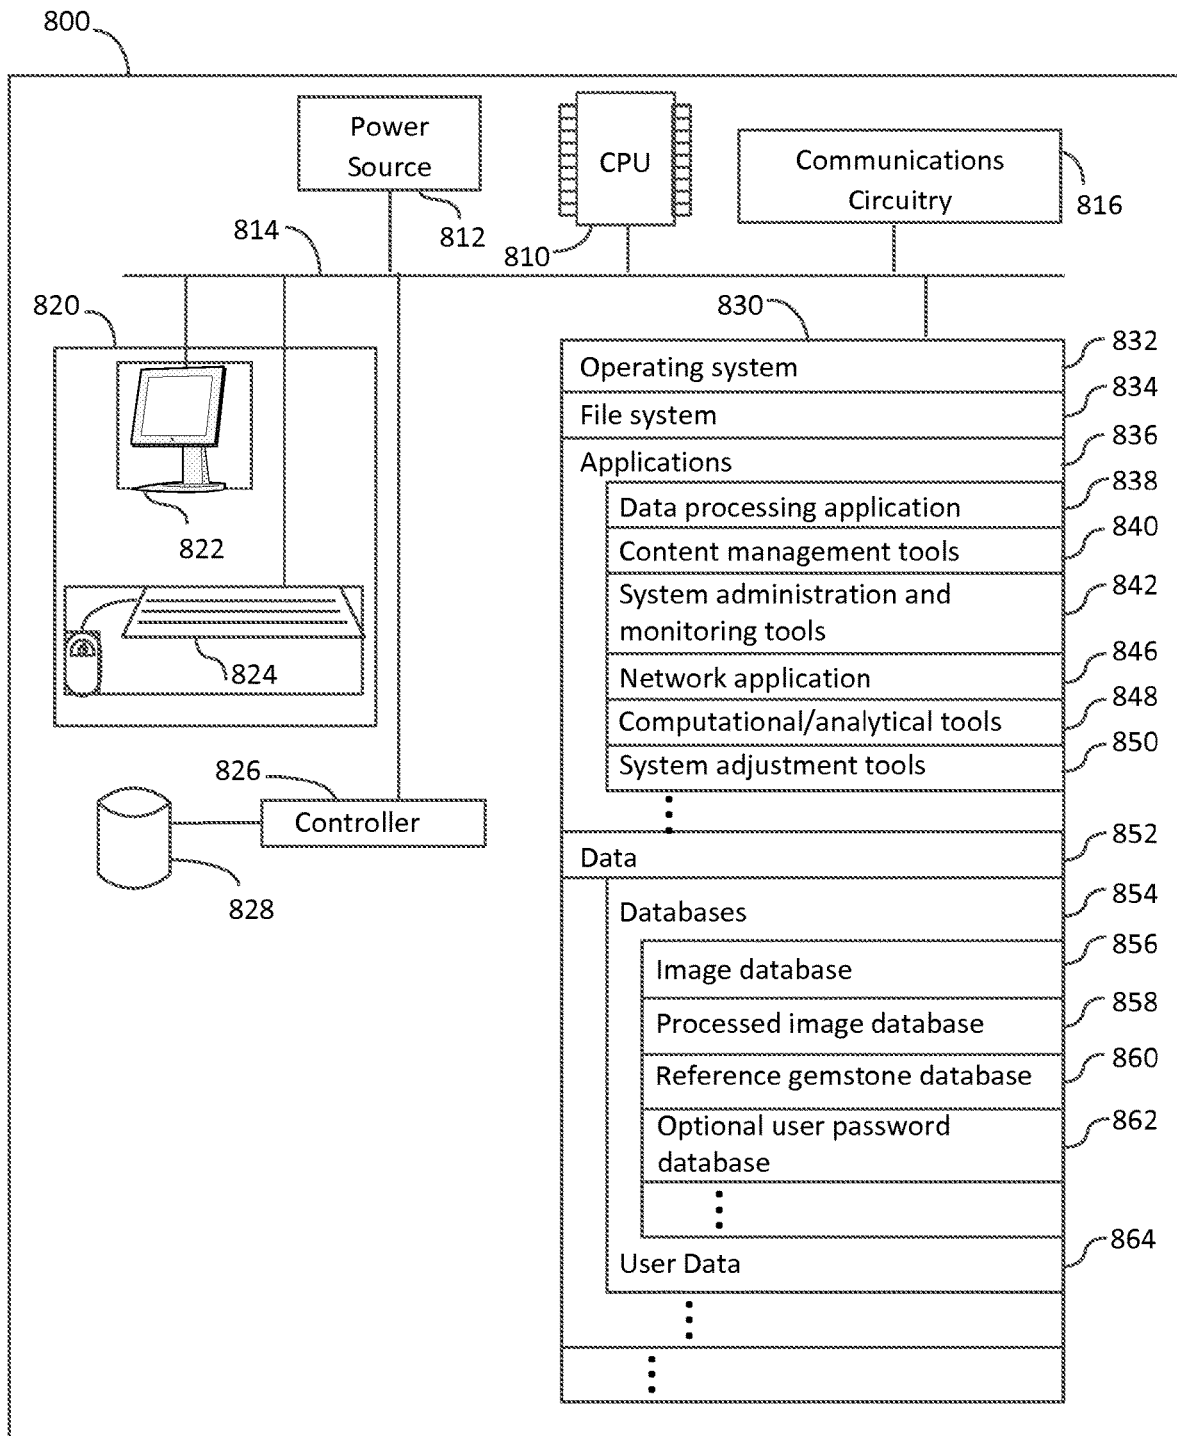 800
Power
Source
812
CPU
810
Communications
Circuitry
816
814
820
822
824
826
Controller
828
830
Operating system
832
File system
834
Applications
836
Data processing application
838
Content management tools
840
System administration and
monitoring tools
842
Network application
846
Computational/analytical tools
848
System adjustment tools
850
Data
852
Databases
854
Image database
856
Processed image database
858
Reference gemstone database
860
Optional user password
database
862
User Data
864